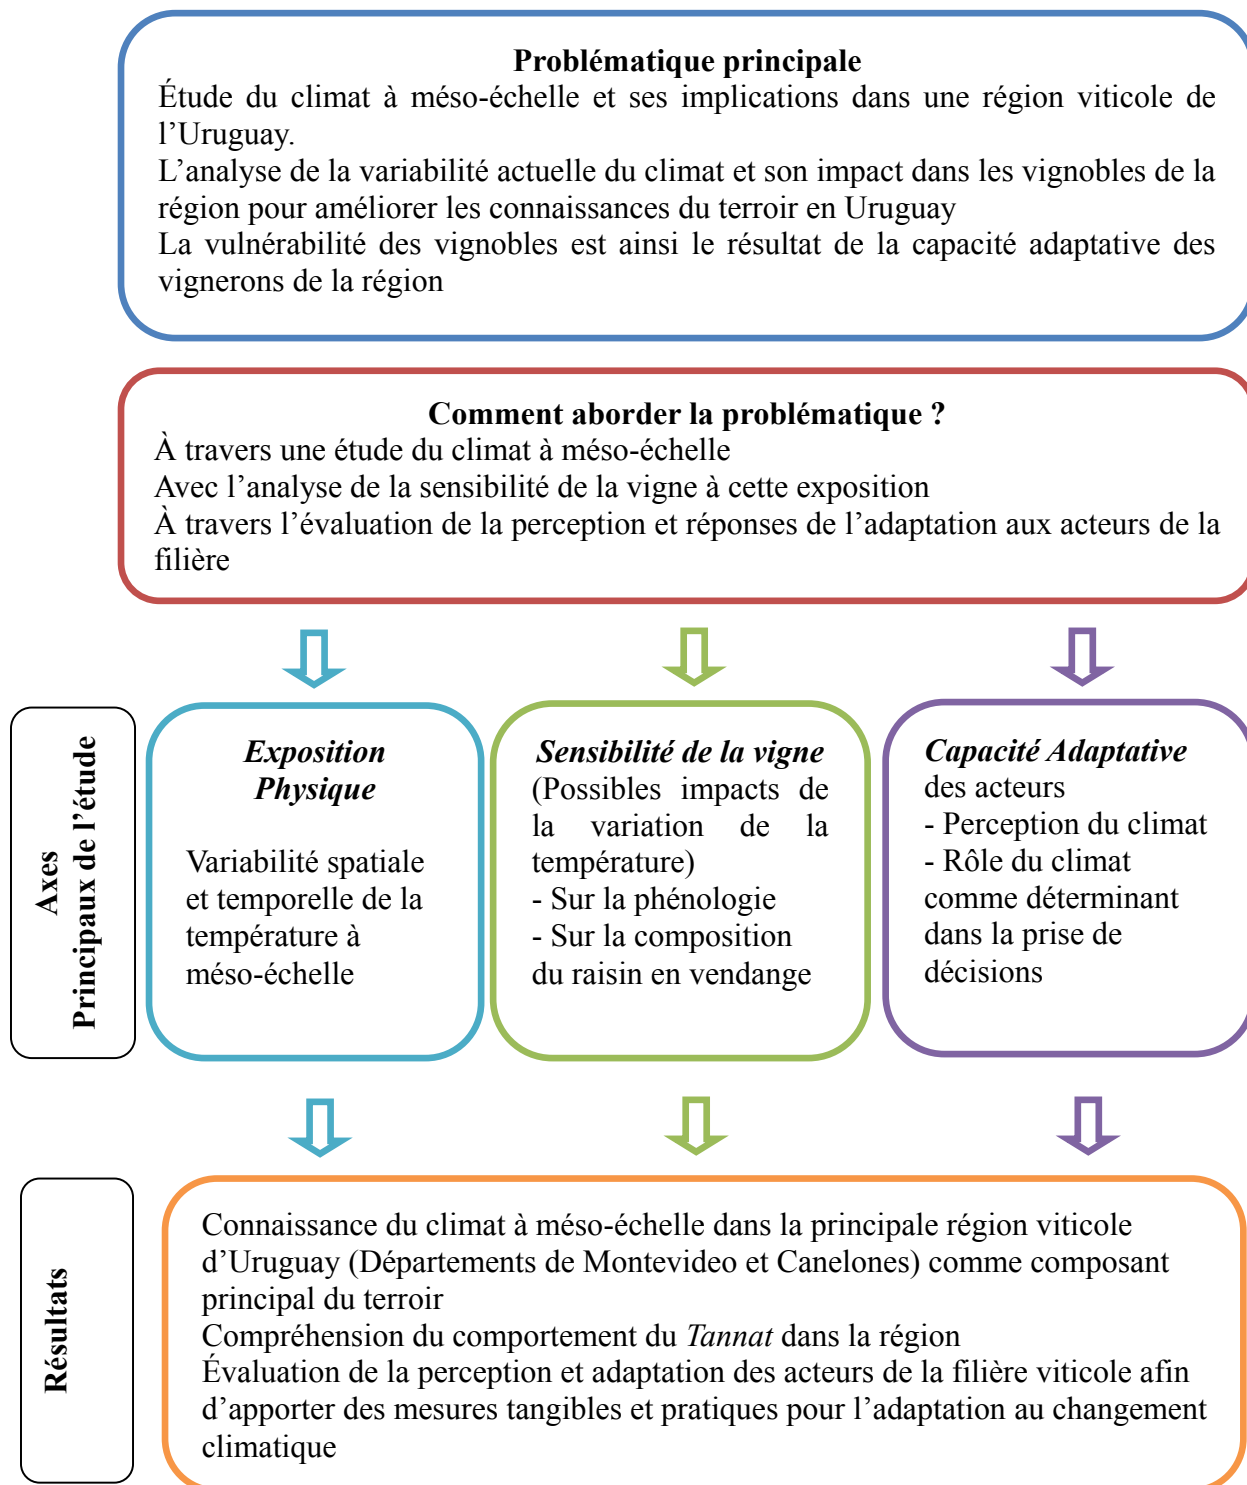 Problématique principale
Étude du climat à méso-échelle et ses implications dans une région viticole de
l’Uruguay.
L’analyse de la variabilité actuelle du climat et son impact dans les vignobles de la
région pour améliorer les connaissances du terroir en Uruguay
La vulnérabilité des vignobles est ainsi le résultat de la capacité adaptative des
vignerons de la région
Comment aborder la problématique ?
À travers une étude du climat à méso-échelle
Avec l’analyse de la sensibilité de la vigne à cette exposition
À travers l’évaluation de la perception et réponses de l’adaptation aux acteurs de la
filière
Axes
Principaux de l’étude
Exposition
Physique
Variabilité spatiale
et temporelle de la
température à
méso-échelle
Sensibilité de la vigne
(Possibles impacts de
la variation de la
température)
- Sur la phénologie
- Sur la composition
du raisin en vendange
Capacité Adaptative
des acteurs
- Perception du climat
- Rôle du climat
comme déterminant
dans la prise de
décisions
Résultats
Connaissance du climat à méso-échelle dans la principale région viticole
d’Uruguay (Départements de Montevideo et Canelones) comme composant
principal du terroir
Compréhension du comportement du Tannat dans la région
Évaluation de la perception et adaptation des acteurs de la filière viticole afin
d’apporter des mesures tangibles et pratiques pour l’adaptation au changement
climatique